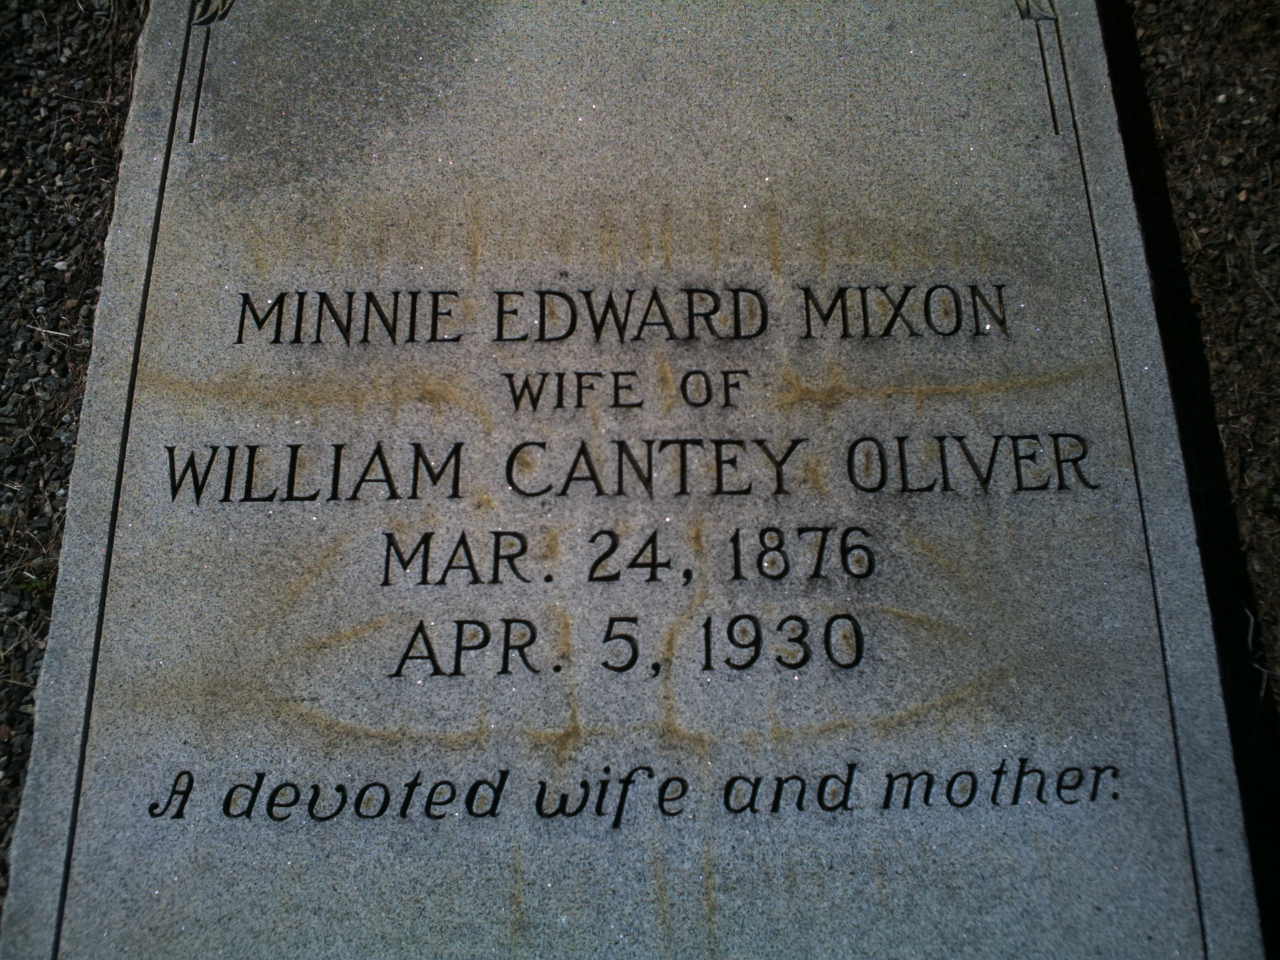 MINNIE EDWARD MIXON
WIFE OF
WILLIAM CANTEY OLIVER
MAR. 24, 1876
APR. 5, 1930
A devoted wife and mother.